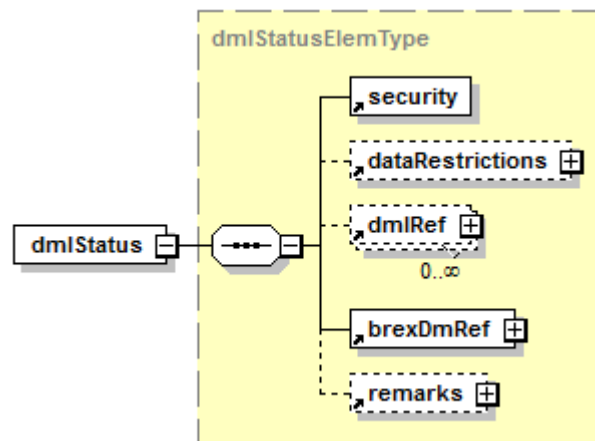 dmlStatusElemType
security
dataRestrictions
dmlRef
0..∞
dmlStatus
brexDmRef
remarks